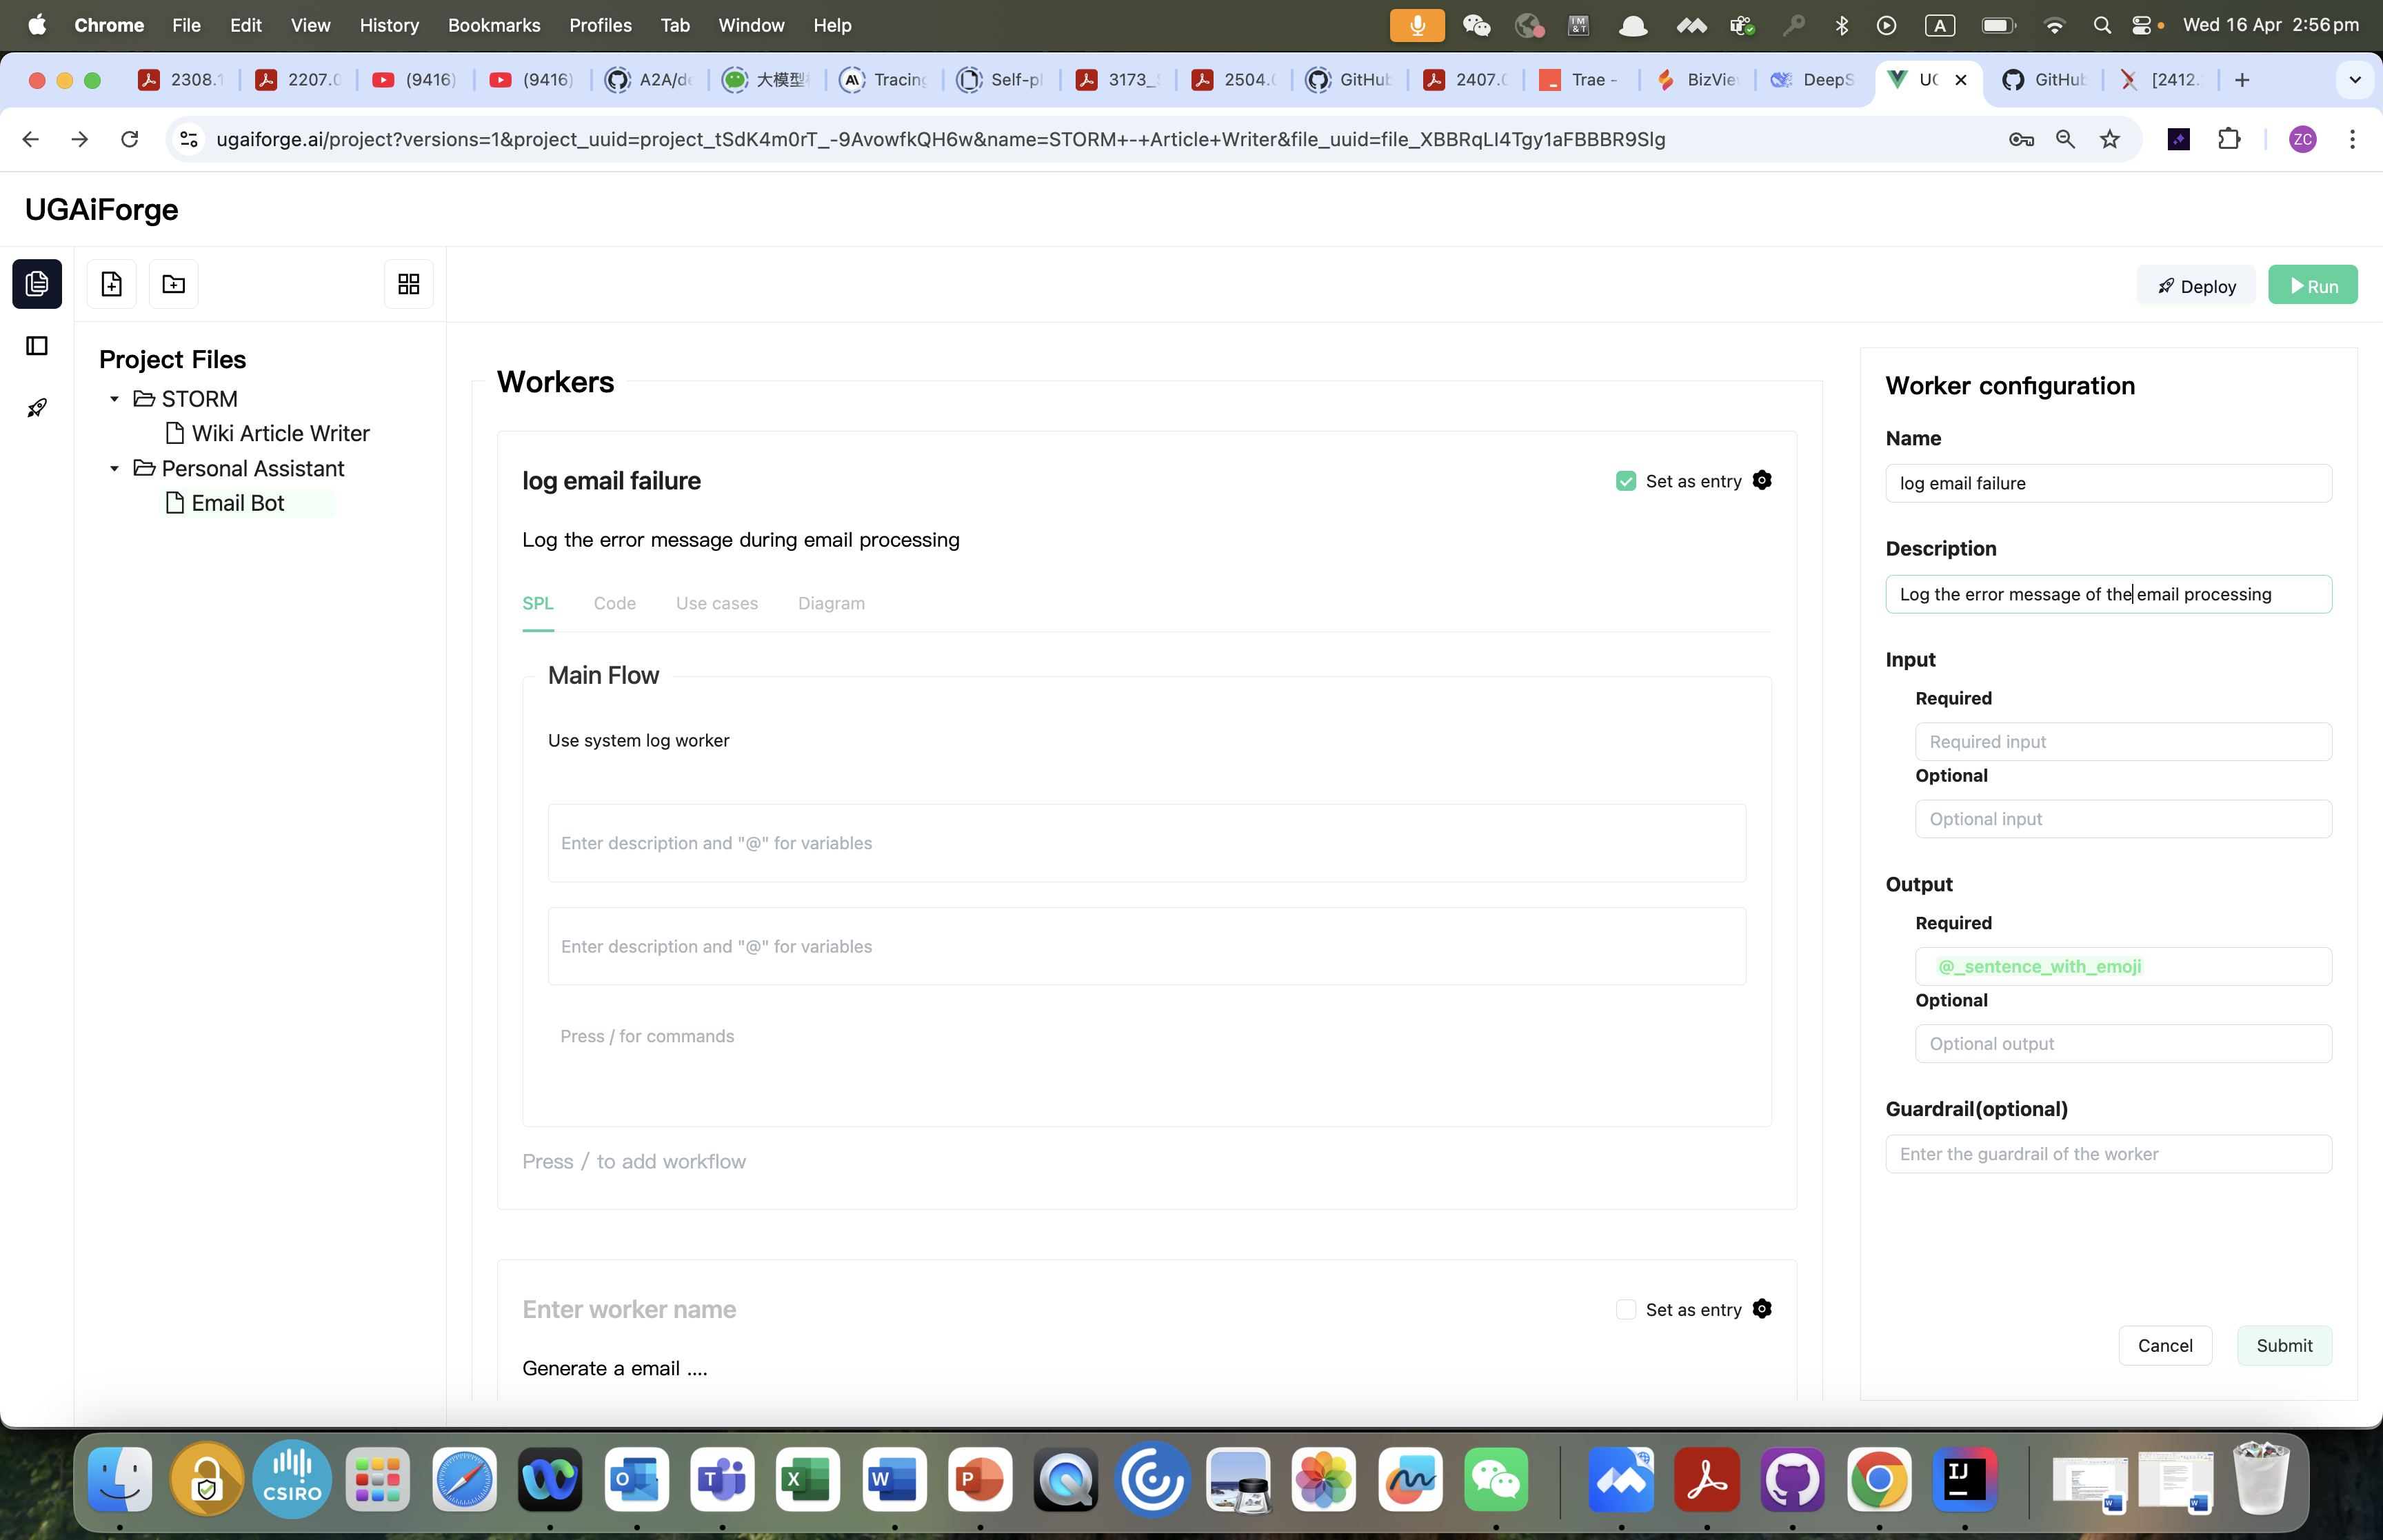 Chrome File Edit View History Bookmarks Profiles Tab Window Help
A Wed 16 Apr 2:56 pm
2308.1 2207.0 (9416) (9416) A2A/de 大模型 Tracing Self-pl 3173_ 2504.0 GitHub 2407.0 Trae - BizView DeepS UG GitHub [2412.
ugaiforge.ai/project?versions=1&project_uuid=project_tSdK4m0rT_-9AvowfkQH6w&name=STORM+-+Article+Writer&file_uuid=file_XBBRqLI4Tgy1aFBBBR9Slg
ZC
UGAiForge
Deploy
Run
Project Files
STORM
Wiki Article Writer
Personal Assistant
Email Bot
Workers
log email failure
Set as entry
Log the error message during email processing
SPL Code Use cases Diagram
Main Flow
Use system log worker
Enter description and "@" for variables
Enter description and "@" for variables
Press / for commands
Press / to add workflow
Enter worker name
Set as entry
Generate a email ....
Worker configuration
Name
log email failure
Description
Log the error message of the email processing
Input
Required
Required input
Optional
Optional input
Output
Required
@_sentence_with_emoji
Optional
Optional output
Guardrail(optional)
Enter the guardrail of the worker
Cancel Submit
CSIRO
IJ